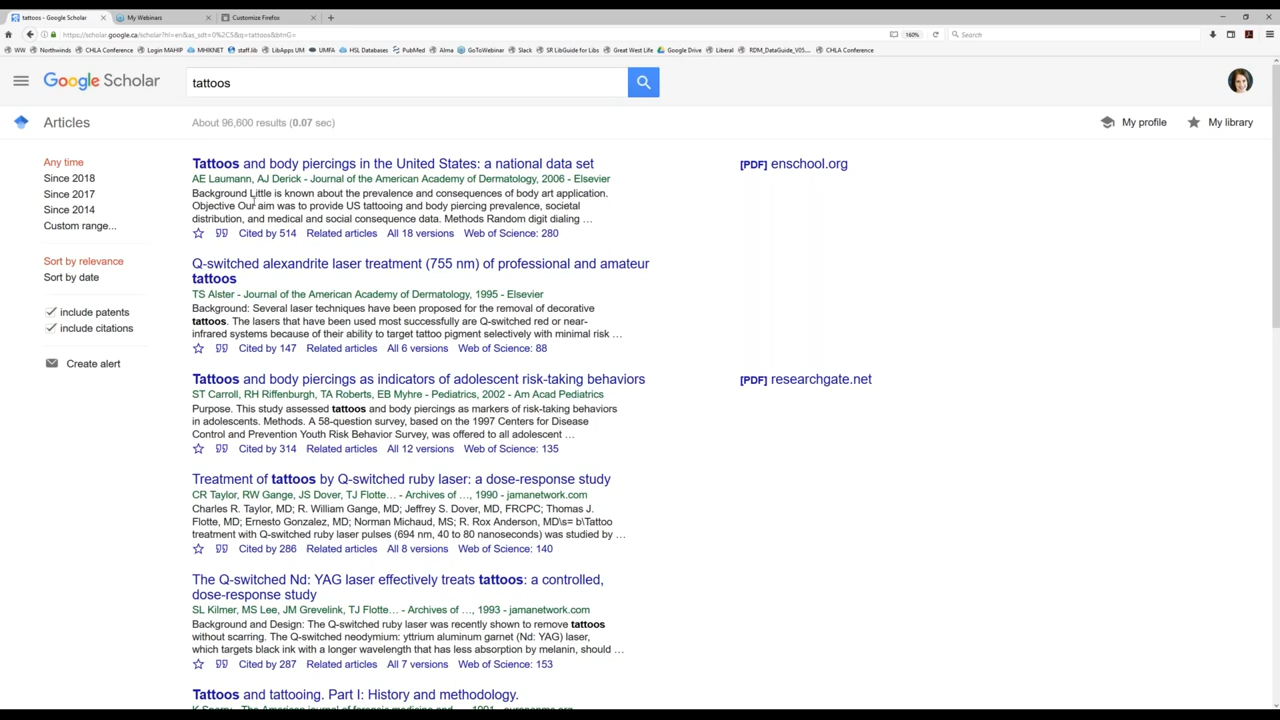 tattoos - Google Scholar
My Webinars
Customize Firefox
https://scholar.google.ca/scholar?hl=en&as_sdt=0%2C5&q=tattoos&btnG=
160%
Search
WW
Northwinds
CHLA Conference
Login MAHIP
MHIKNET
staff.lib
LibApps UM
UMFA
HSL Databases
PubMed
Alma
GoToWebinar
Slack
SR LibGuide for Libs
Great West Life
Google Drive
Liberal
RDM_DataGuide_V05...
CHLA Conference
Google Scholar
tattoos
Articles
About 96,600 results (0.07 sec)
My profile
My library
Any time
Since 2018
Since 2017
Since 2014
Custom range...
Sort by relevance
Sort by date
include patents
include citations
Create alert
Tattoos and body piercings in the United States: a national data set
AE Laumann, AJ Derick - Journal of the American Academy of Dermatology, 2006 - Elsevier
Background Little is known about the prevalence and consequences of body art application.
Objective Our aim was to provide US tattooing and body piercing prevalence, societal
distribution, and medical and social consequence data. Methods Random digit dialing ...
Cited by 514 Related articles All 18 versions Web of Science: 280
[PDF] enschool.org
Q-switched alexandrite laser treatment (755 nm) of professional and amateur
tattoos
TS Alster - Journal of the American Academy of Dermatology, 1995 - Elsevier
Background: Several laser techniques have been proposed for the removal of decorative
tattoos. The lasers that have been used most successfully are Q-switched red or near-
infrared systems because of their ability to target tattoo pigment selectively with minimal risk ...
Cited by 147 Related articles All 6 versions Web of Science: 88
Tattoos and body piercings as indicators of adolescent risk-taking behaviors
ST Carroll, RH Riffenburgh, TA Roberts, EB Myhre - Pediatrics, 2002 - Am Acad Pediatrics
Purpose. This study assessed tattoos and body piercings as markers of risk-taking behaviors
in adolescents. Methods. A 58-question survey, based on the 1997 Centers for Disease
Control and Prevention Youth Risk Behavior Survey, was offered to all adolescent ...
Cited by 314 Related articles All 12 versions Web of Science: 135
[PDF] researchgate.net
Treatment of tattoos by Q-switched ruby laser: a dose-response study
CR Taylor, RW Gange, JS Dover, TJ Flotte... - Archives of ..., 1990 - jamanetwork.com
Charles R. Taylor, MD; R. William Gange, MD; Jeffrey S. Dover, MD, FRCPC; Thomas J.
Flotte, MD; Ernesto Gonzalez, MD; Norman Michaud, MS; R. Rox Anderson, MD\s= b\Tattoo
treatment with Q-switched ruby laser pulses (694 nm, 40 to 80 nanoseconds) was studied by ...
Cited by 286 Related articles All 8 versions Web of Science: 140
The Q-switched Nd: YAG laser effectively treats tattoos: a controlled,
dose-response study
SL Kilmer, MS Lee, JM Grevelink, TJ Flotte... - Archives of ..., 1993 - jamanetwork.com
Background and Design: The Q-switched ruby laser was recently shown to remove tattoos
without scarring. The Q-switched neodymium: yttrium aluminum garnet (Nd: YAG) laser,
which targets black ink with a longer wavelength that has less absorption by melanin, should ...
Cited by 287 Related articles All 7 versions Web of Science: 153
Tattoos and tattooing. Part I: History and methodology.